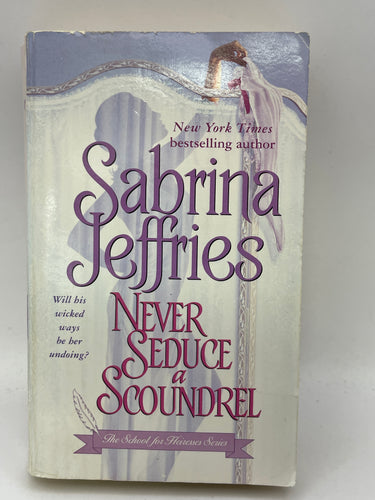 New York Times
bestselling author
Sabrina
Jeffries
Will his
wicked
ways
be her
undoing?
NEVER
SEDUCE
a
SCOUNDREL
The School for Heiresses Series